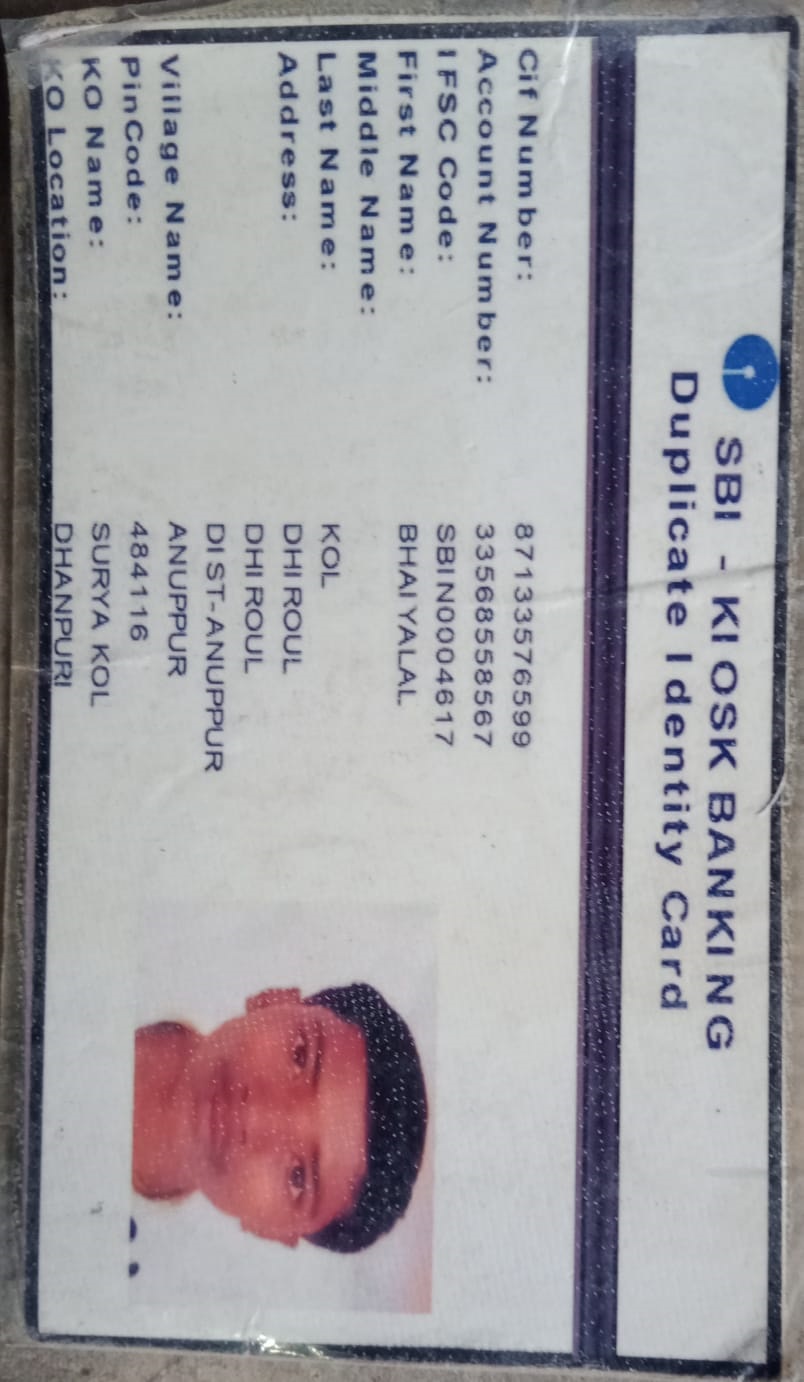 SBI - KIOSK BANKING
Duplicate Identity Card
Cif Number: 87133576599
Account Number: 33568558567
IFSC Code: SBIN0004617
First Name: BHAIYALAL
Middle Name:
Last Name: KOL
Address: DHIROUL
DHIROUL
DIST-ANUPPUR
Village Name: ANUPPUR
PinCode: 484116
KO Name: SURYA KOL
KO Location: DHANPURI